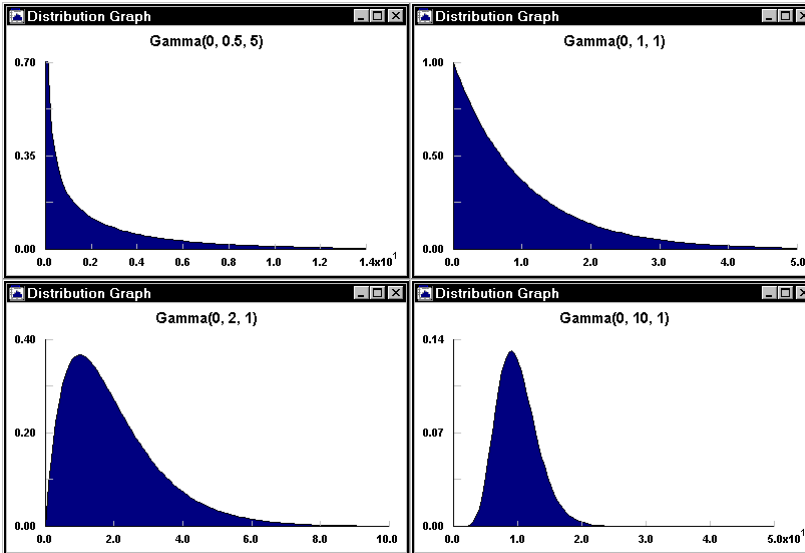 Distribution Graph
Gamma(0, 0.5, 5)
0.70
0.35
0.00
0.0 0.2 0.4 0.6 0.8 1.0 1.2 1.4x10¹
Distribution Graph
Gamma(0, 1, 1)
1.00
0.50
0.00
0.0 1.0 2.0 3.0 4.0 5.0
Distribution Graph
Gamma(0, 2, 1)
0.40
0.20
0.00
0.0 2.0 4.0 6.0 8.0 10.0
Distribution Graph
Gamma(0, 10, 1)
0.14
0.07
0.00
0.0 1.0 2.0 3.0 4.0 5.0x10¹